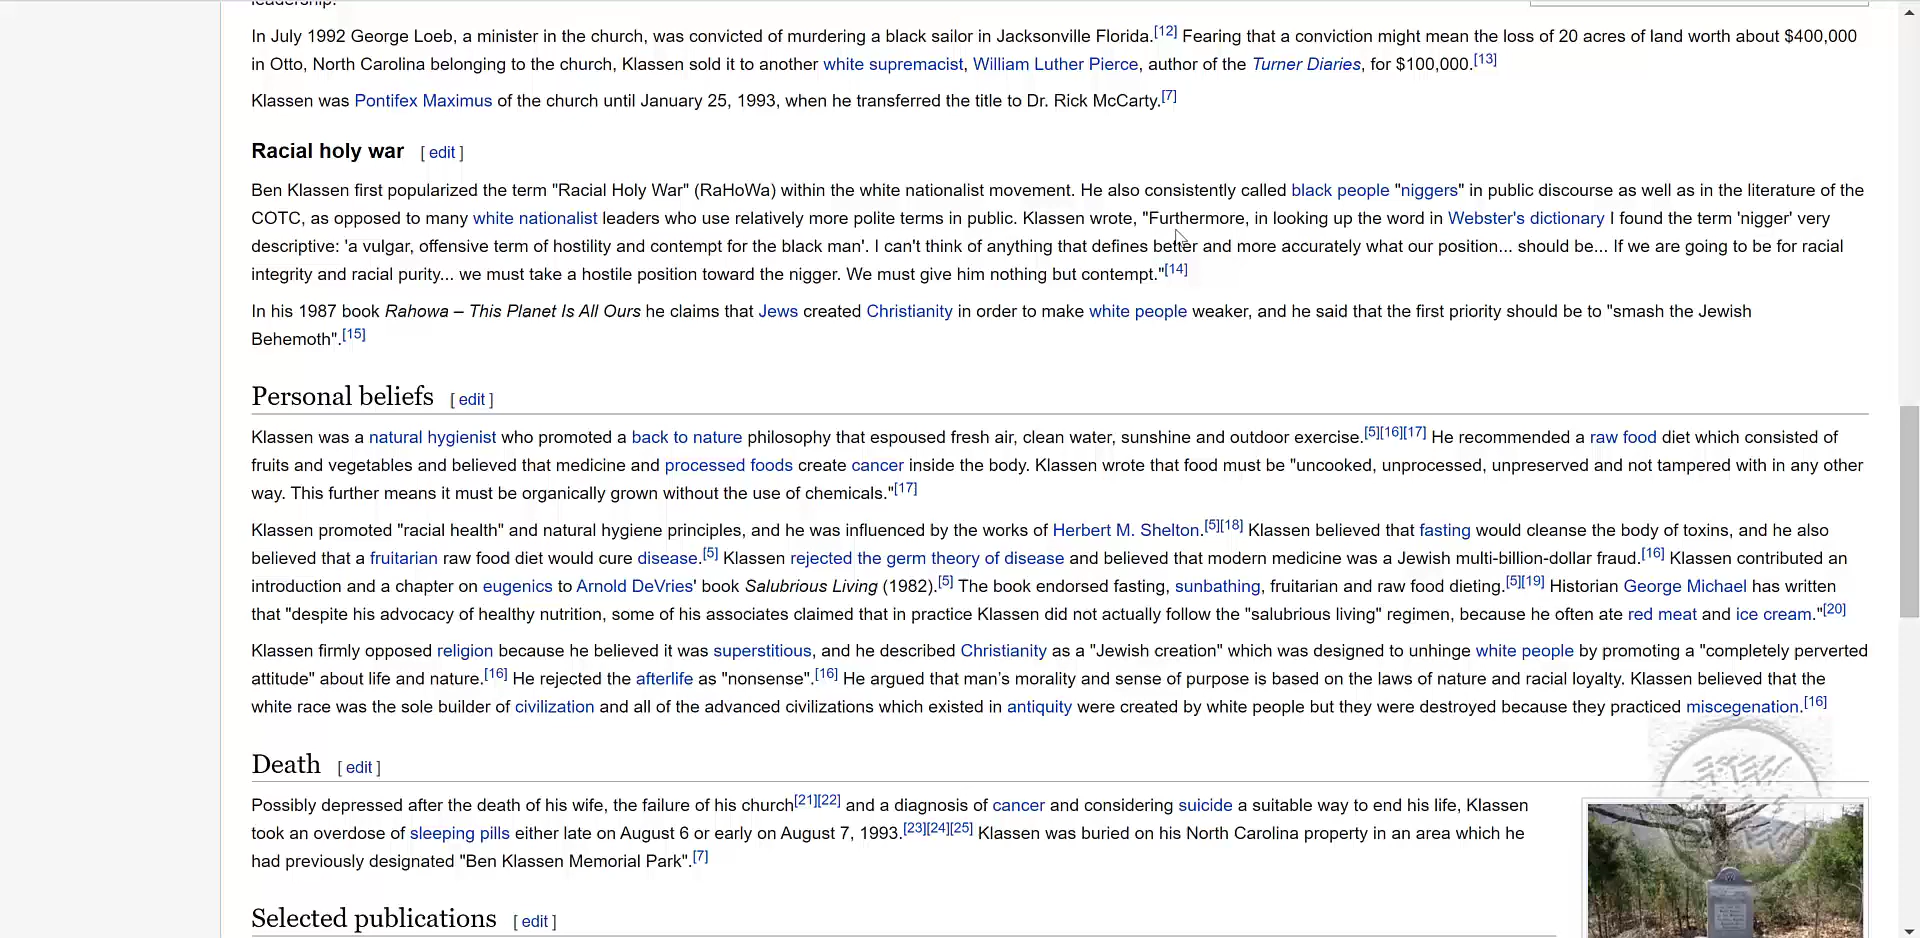 leadership.
In July 1992 George Loeb, a minister in the church, was convicted of murdering a black sailor in Jacksonville Florida.[12] Fearing that a conviction might mean the loss of 20 acres of land worth about $400,000
in Otto, North Carolina belonging to the church, Klassen sold it to another white supremacist, William Luther Pierce, author of the Turner Diaries, for $100,000.[13]
Klassen was Pontifex Maximus of the church until January 25, 1993, when he transferred the title to Dr. Rick McCarty.[7]
Racial holy war [ edit ]
Ben Klassen first popularized the term "Racial Holy War" (RaHoWa) within the white nationalist movement. He also consistently called black people "niggers" in public discourse as well as in the literature of the
COTC, as opposed to many white nationalist leaders who use relatively more polite terms in public. Klassen wrote, "Furthermore, in looking up the word in Webster's dictionary I found the term 'nigger' very
descriptive: 'a vulgar, offensive term of hostility and contempt for the black man'. I can't think of anything that defines better and more accurately what our position... should be... If we are going to be for racial
integrity and racial purity... we must take a hostile position toward the nigger. We must give him nothing but contempt."[14]
In his 1987 book Rahowa – This Planet Is All Ours he claims that Jews created Christianity in order to make white people weaker, and he said that the first priority should be to "smash the Jewish
Behemoth".[15]
Personal beliefs [ edit ]
Klassen was a natural hygienist who promoted a back to nature philosophy that espoused fresh air, clean water, sunshine and outdoor exercise.[5][16][17] He recommended a raw food diet which consisted of
fruits and vegetables and believed that medicine and processed foods create cancer inside the body. Klassen wrote that food must be "uncooked, unprocessed, unpreserved and not tampered with in any other
way. This further means it must be organically grown without the use of chemicals."[17]
Klassen promoted "racial health" and natural hygiene principles, and he was influenced by the works of Herbert M. Shelton.[5][18] Klassen believed that fasting would cleanse the body of toxins, and he also
believed that a fruitarian raw food diet would cure disease.[5] Klassen rejected the germ theory of disease and believed that modern medicine was a Jewish multi-billion-dollar fraud.[16] Klassen contributed an
introduction and a chapter on eugenics to Arnold DeVries' book Salubrious Living (1982).[5] The book endorsed fasting, sunbathing, fruitarian and raw food dieting.[5][19] Historian George Michael has written
that "despite his advocacy of healthy nutrition, some of his associates claimed that in practice Klassen did not actually follow the "salubrious living" regimen, because he often ate red meat and ice cream."[20]
Klassen firmly opposed religion because he believed it was superstitious, and he described Christianity as a "Jewish creation" which was designed to unhinge white people by promoting a "completely perverted
attitude" about life and nature.[16] He rejected the afterlife as "nonsense".[16] He argued that man's morality and sense of purpose is based on the laws of nature and racial loyalty. Klassen believed that the
white race was the sole builder of civilization and all of the advanced civilizations which existed in antiquity were created by white people but they were destroyed because they practiced miscegenation.[16]
Death [ edit ]
Possibly depressed after the death of his wife, the failure of his church[21][22] and a diagnosis of cancer and considering suicide a suitable way to end his life, Klassen
took an overdose of sleeping pills either late on August 6 or early on August 7, 1993.[23][24][25] Klassen was buried on his North Carolina property in an area which he
had previously designated "Ben Klassen Memorial Park".[7]
Selected publications [ edit ]